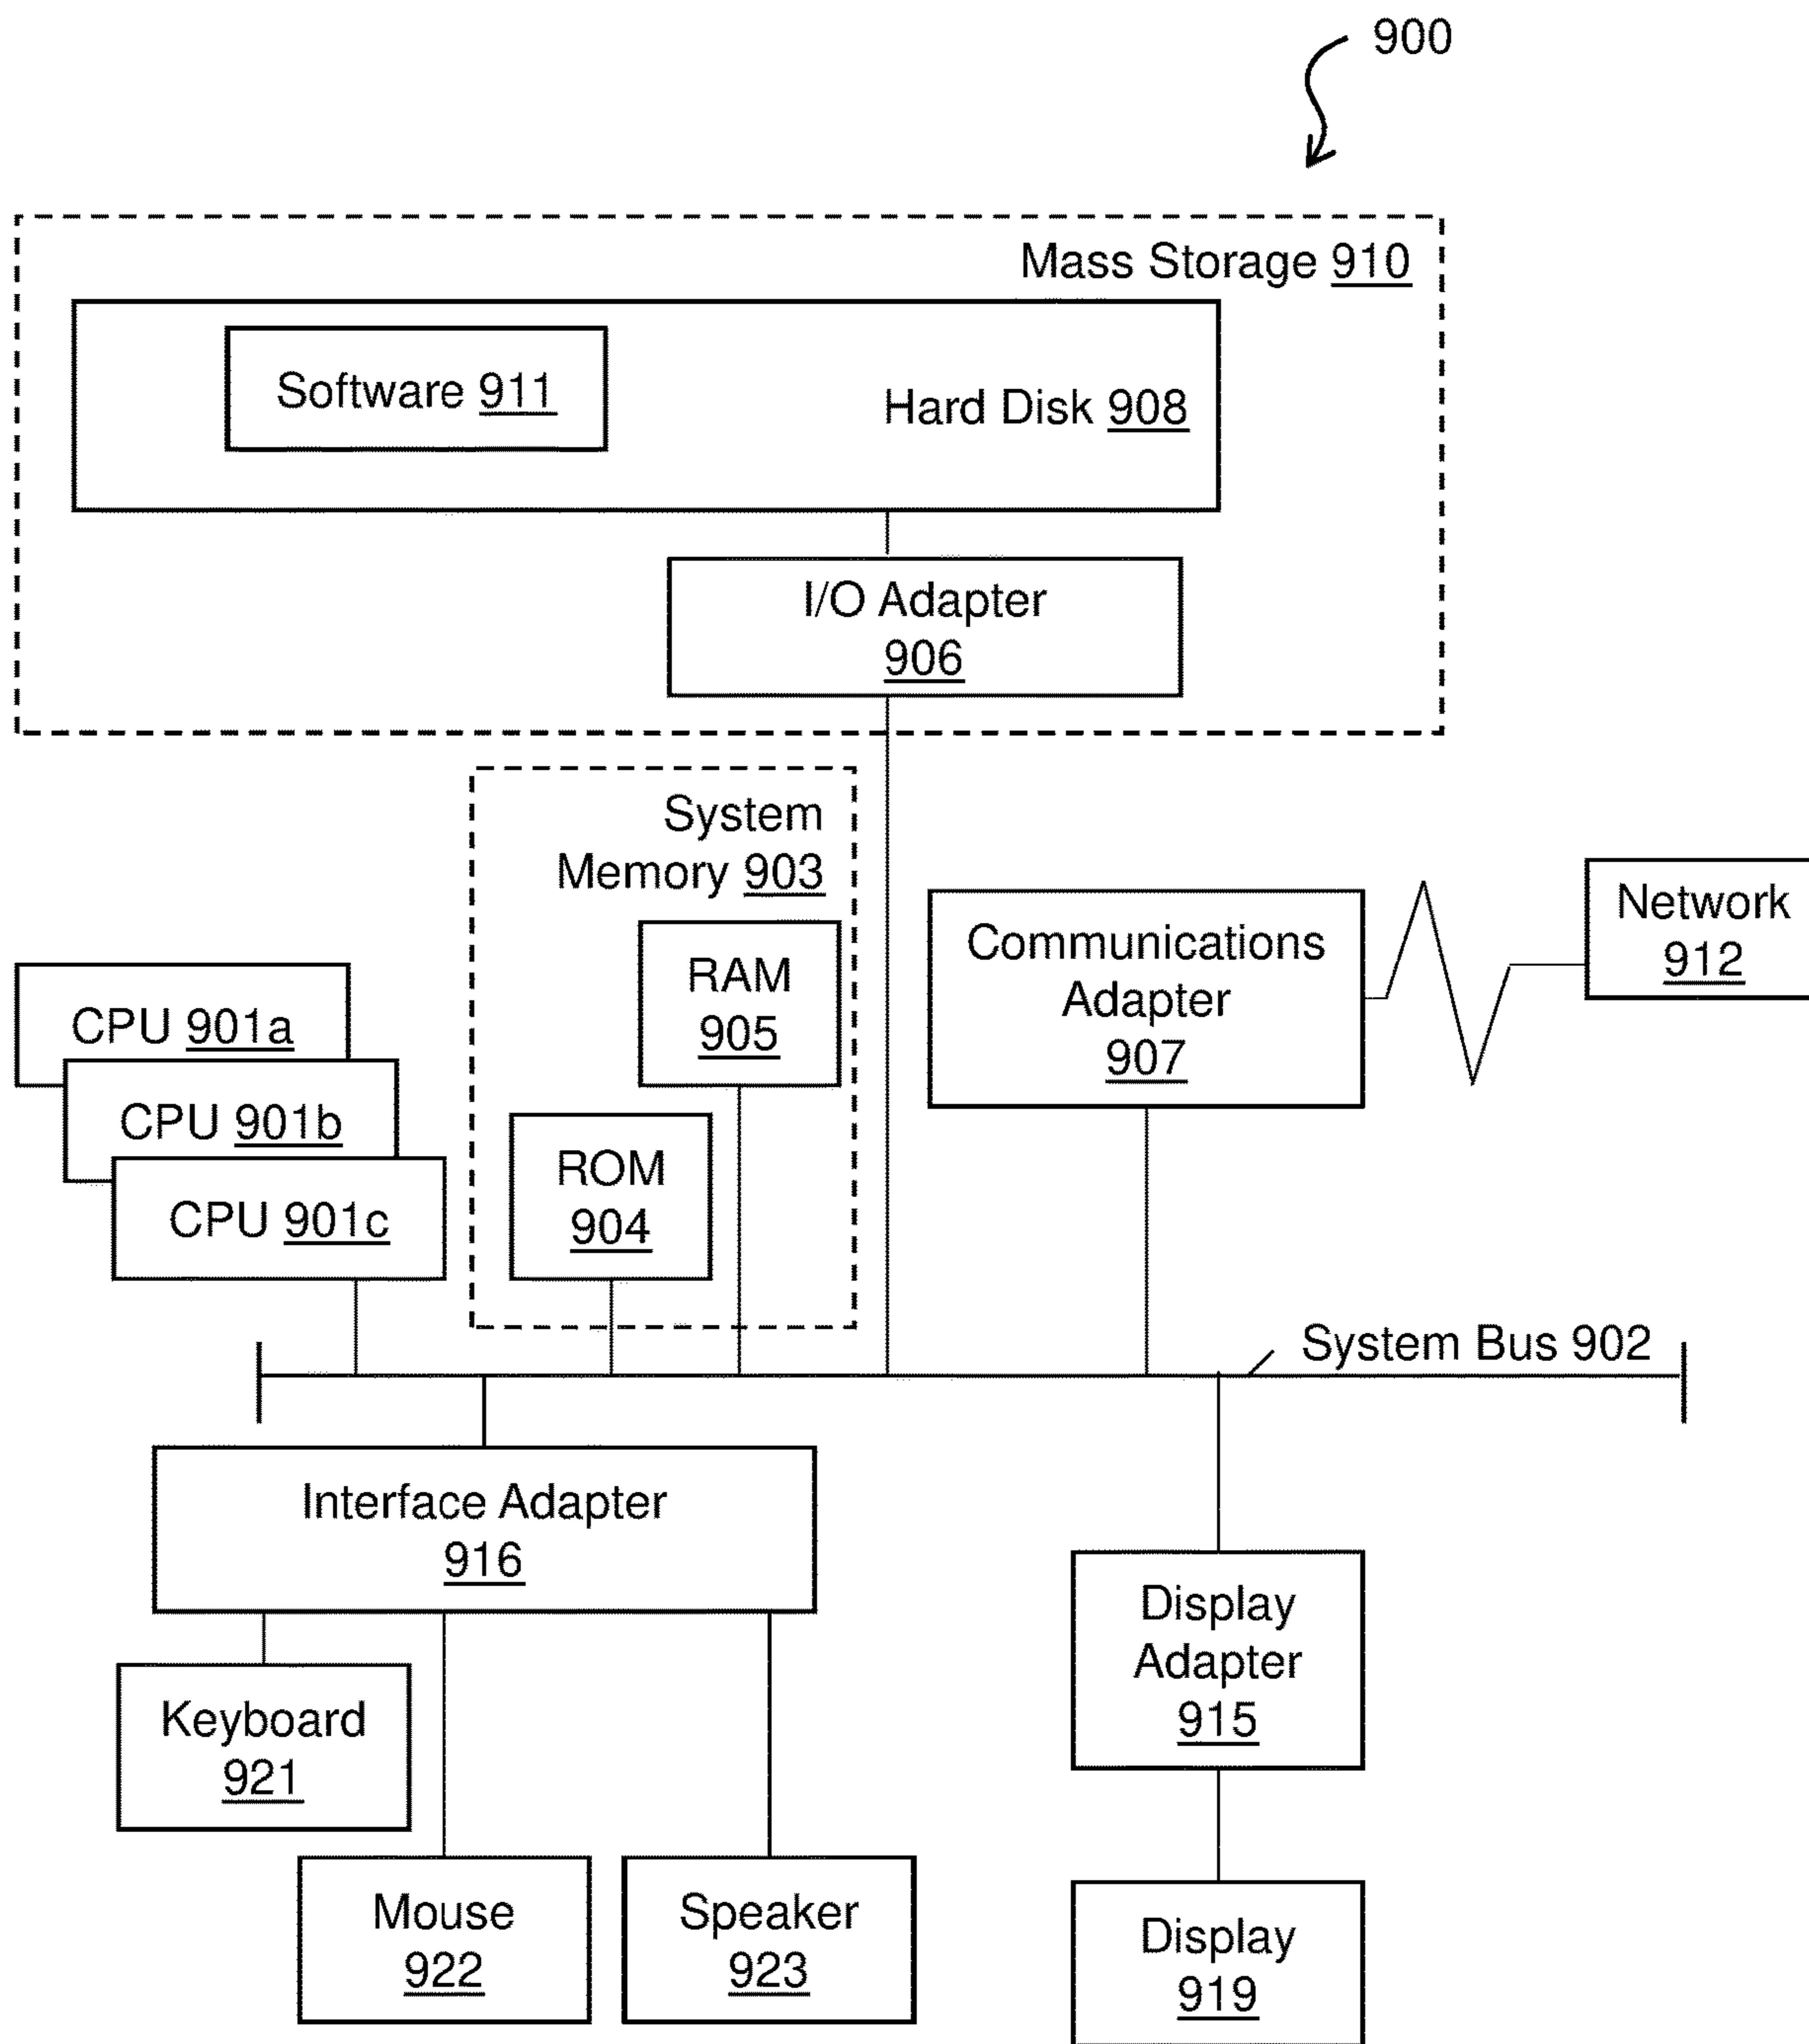 900
Mass Storage 910
Software 911
Hard Disk 908
I/O Adapter
906
System
Memory 903
RAM
905
ROM
904
CPU 901a
CPU 901b
CPU 901c
Communications
Adapter
907
Network
912
System Bus 902
Interface Adapter
916
Keyboard
921
Mouse
922
Speaker
923
Display
Adapter
915
Display
919